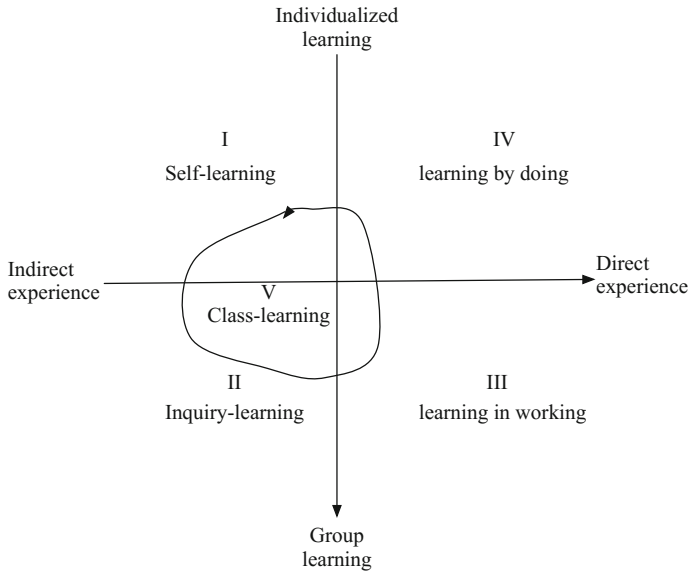 Individualized
learning
I
Self-learning
IV
learning by doing
Indirect
experience
Direct
experience
V
Class-learning
II
Inquiry-learning
III
learning in working
Group
learning